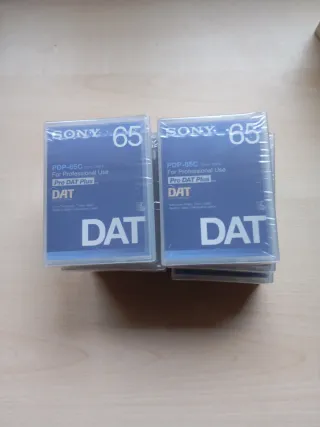 SONY 65
PDP-65C
For Professional Use
Pro DAT Plus
DAT
DAT
SONY 65
PDP-65C
For Professional Use
Pro DAT Plus
DAT
DAT